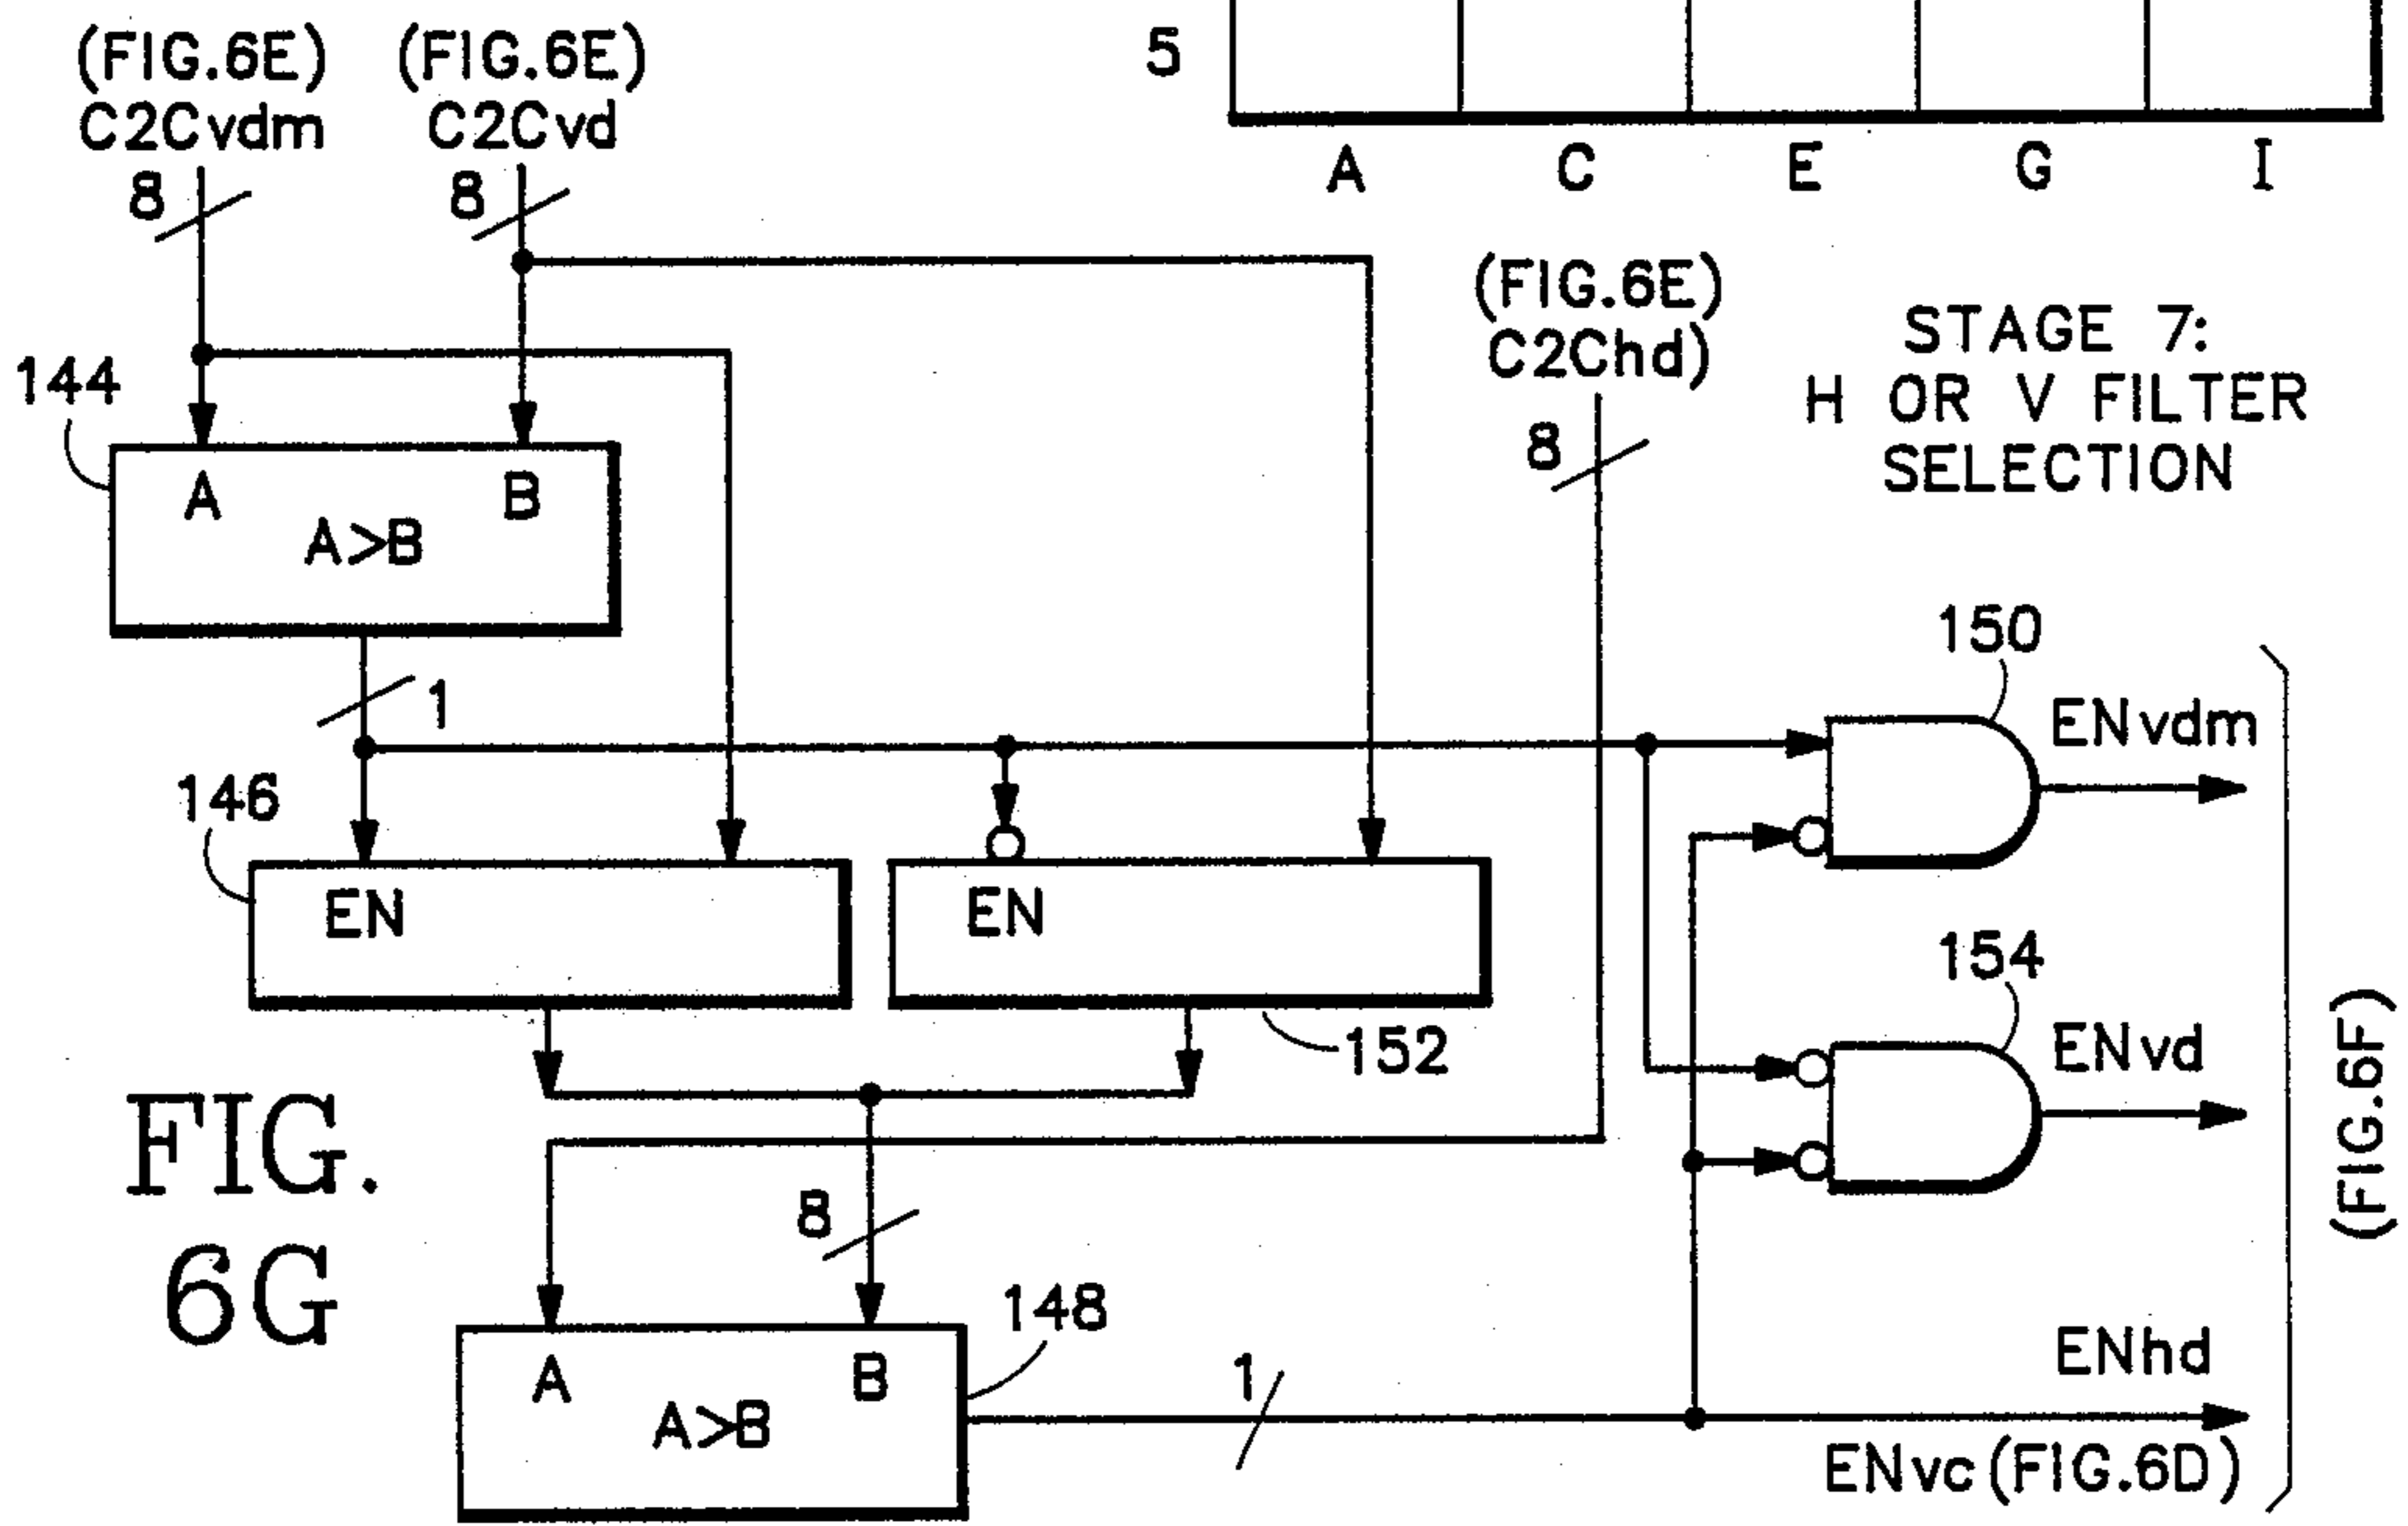 5
A C E G I
(FIG.6E) (FIG.6E)
C2Cvdm C2Cvd
8 8
(FIG.6E)
C2Chd)
8
STAGE 7:
H OR V FILTER
SELECTION
144
A B
A>B
1
146
EN
EN
152
150
ENvdm
154
ENvd
(FIG.6F)
FIG.
6G
8
148
A B
A>B
1
ENhd
ENvc(FIG.6D)